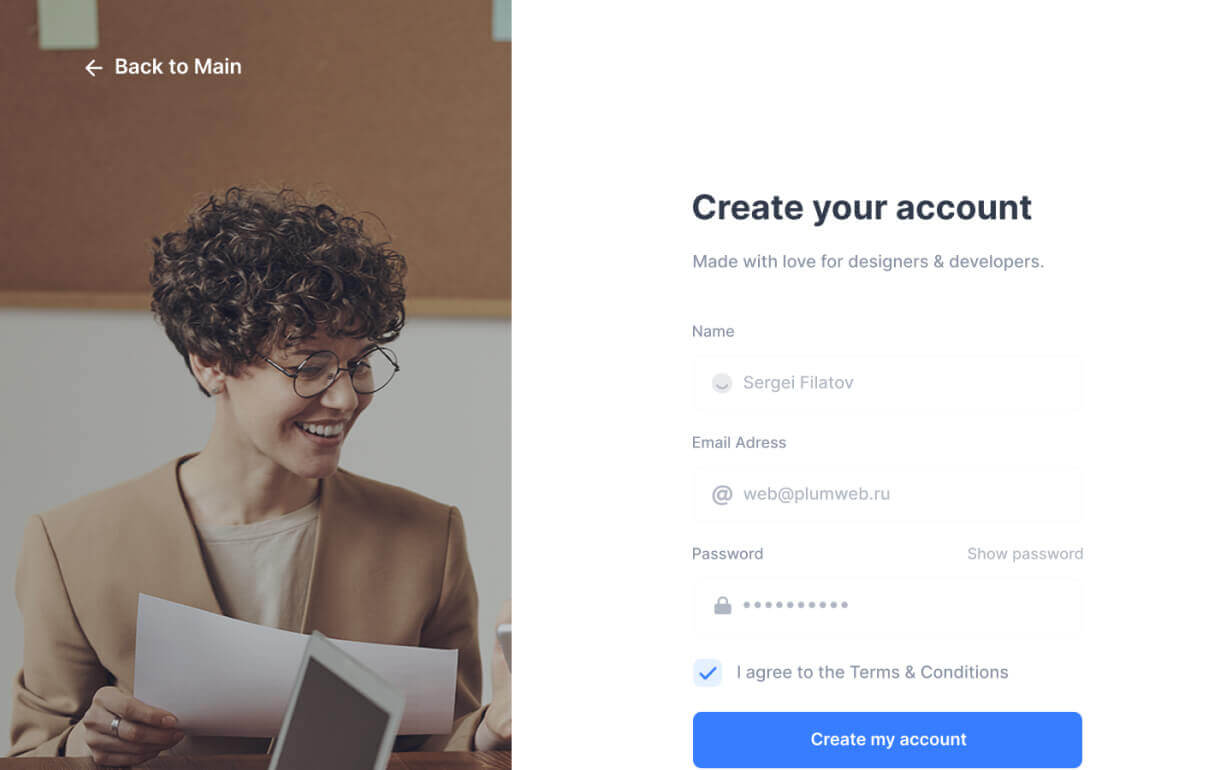 Back to Main
Create your account
Made with love for designers & developers.
Name
Sergei Filatov
Email Adress
@ web@plumweb.ru
Password Show password
I agree to the Terms & Conditions
Create my account